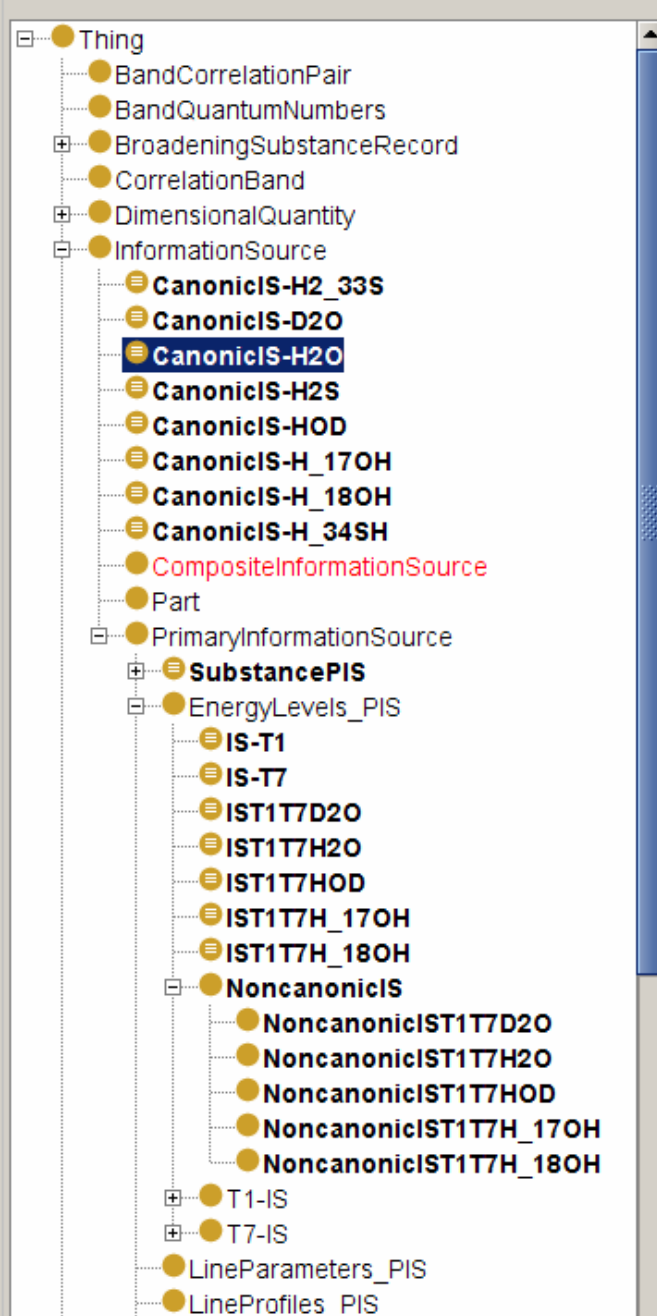 Thing
BandCorrelationPair
BandQuantumNumbers
BroadeningSubstanceRecord
CorrelationBand
DimensionalQuantity
InformationSource
CanonicIS-H2_33S
CanonicIS-D2O
CanonicIS-H2O
CanonicIS-H2S
CanonicIS-HOD
CanonicIS-H_17OH
CanonicIS-H_18OH
CanonicIS-H_34SH
CompositeInformationSource
Part
PrimaryInformationSource
SubstancePIS
EnergyLevels_PIS
IS-T1
IS-T7
IST1T7D2O
IST1T7H2O
IST1T7HOD
IST1T7H_17OH
IST1T7H_18OH
NoncanonicIS
NoncanonicIST1T7D2O
NoncanonicIST1T7H2O
NoncanonicIST1T7HOD
NoncanonicIST1T7H_17OH
NoncanonicIST1T7H_18OH
T1-IS
T7-IS
LineParameters_PIS
LineProfiles_PIS